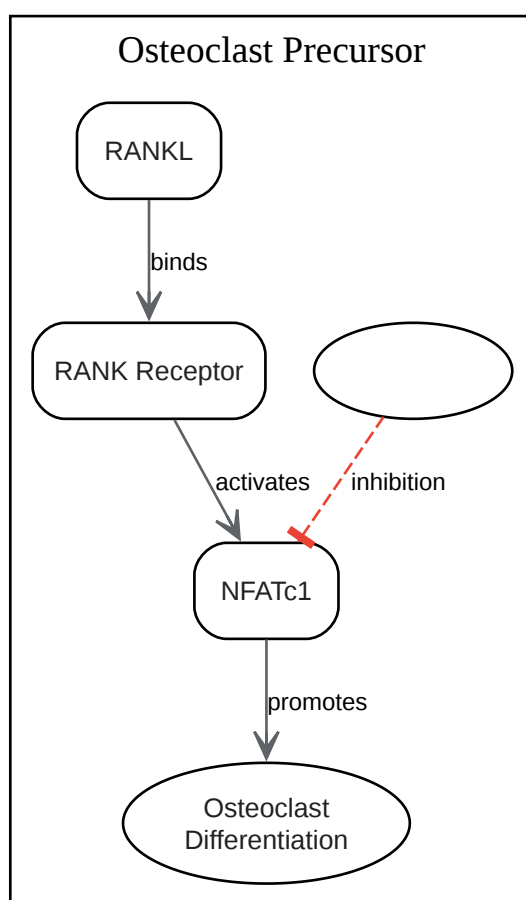 Osteoclast Precursor
RANKL
binds
RANK Receptor
activates
inhibition
NFATc1
promotes
Osteoclast
Differentiation